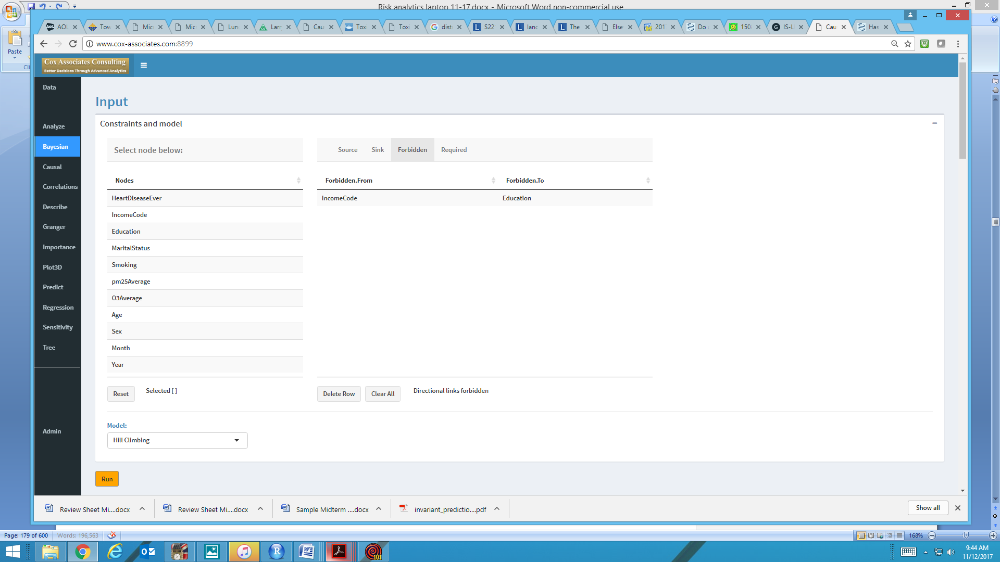 Risk analytics laptop 11-17.docx - Microsoft Word non-commercial use
Paste
Cli
Aol. AOL
Tow
Mic
Mic
Lun
Larr
Cau
Toxi
Toxi
dist
S22
lanc
The
Else
201
Do
150
IS-L
Cau
Has
www.cox-associates.com:8899
Cox Associates Consulting
Better Decisions Through Advanced Analytics
Data
Analyze
Bayesian
Causal
Correlations
Describe
Granger
Importance
Plot3D
Predict
Regression
Sensitivity
Tree
Admin
Input
Constraints and model
Select node below:
Source Sink Forbidden Required
Nodes
HeartDiseaseEver
IncomeCode
Education
MaritalStatus
Smoking
pm25Average
O3Average
Age
Sex
Month
Year
Forbidden.From Forbidden.To
IncomeCode Education
Reset Selected [ ]
Delete Row Clear All Directional links forbidden
Model:
Hill Climbing
Run
Review Sheet Mi....docx
Review Sheet Mi....docx
Sample Midterm ....docx
invariant_predictio....pdf
Show all
Page: 179 of 600 Words: 196,563
168%
101
9:44 AM
11/12/2017